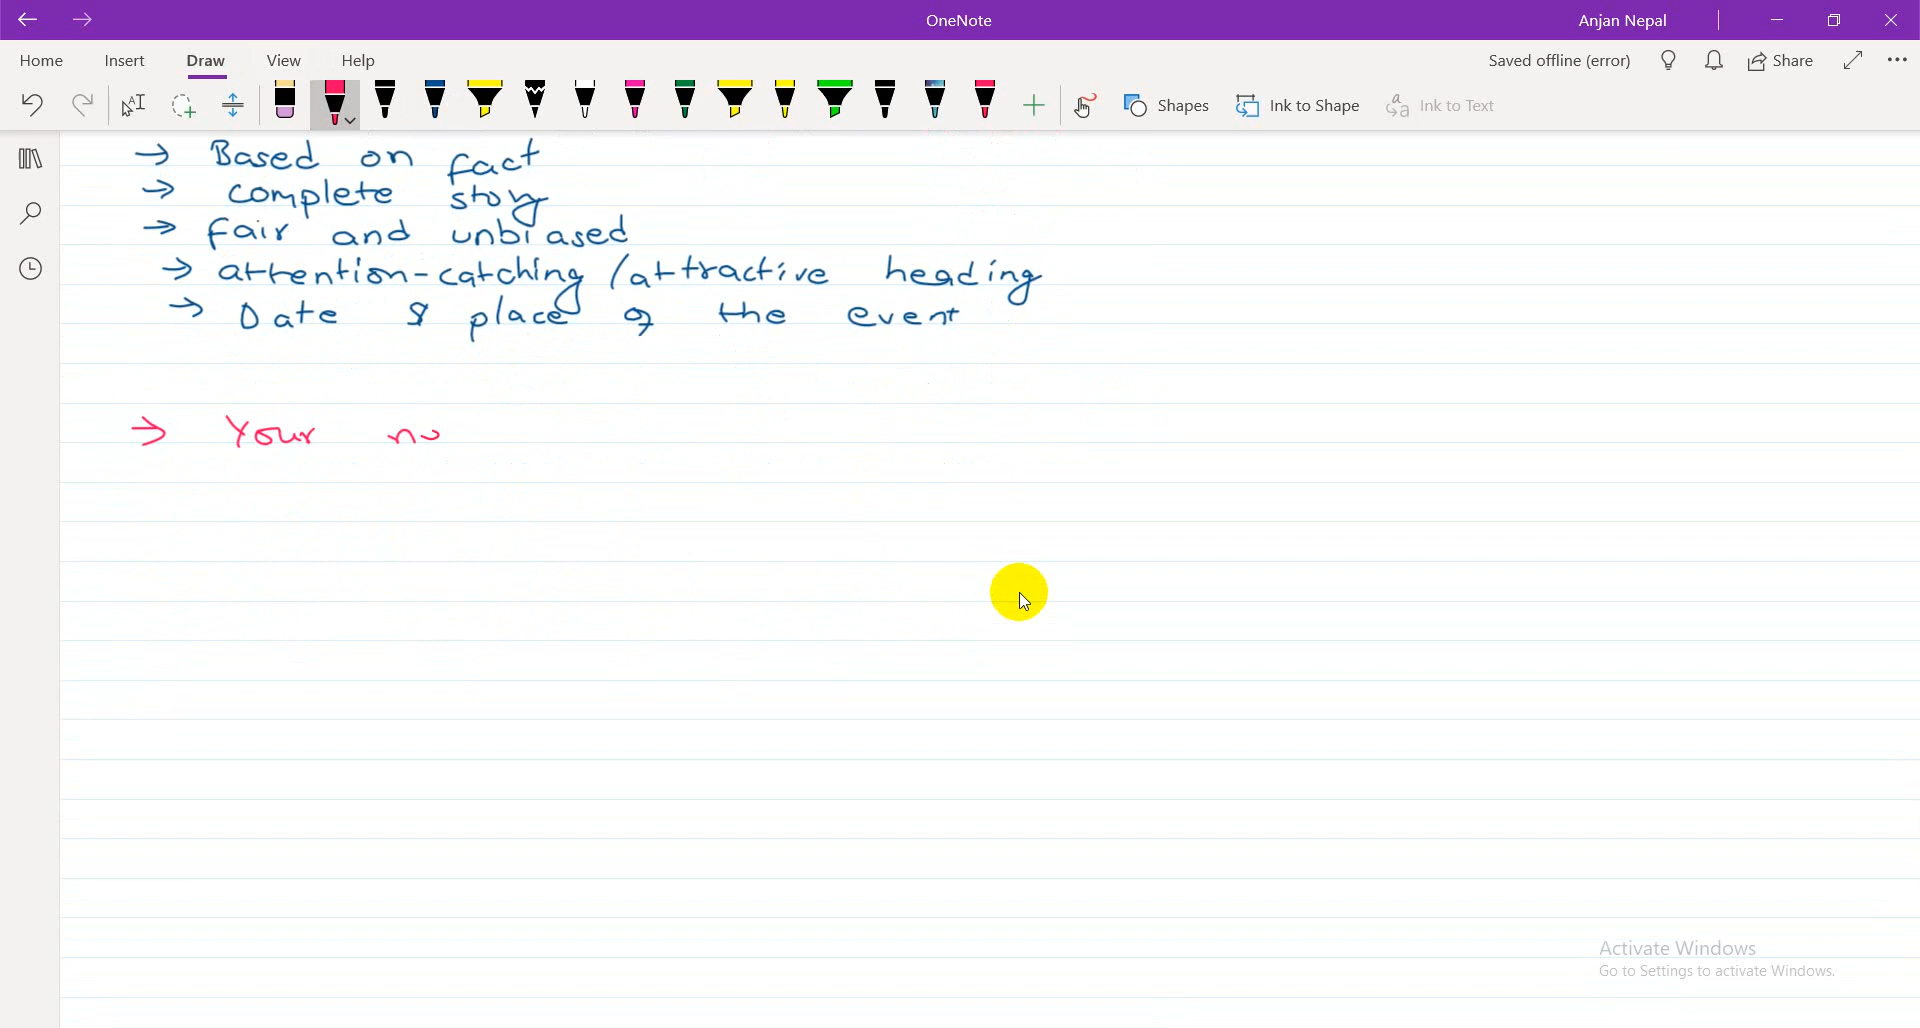 OneNote
Anjan Nepal
Home Insert Draw View Help
Saved offline (error) Share
Shapes Ink to Shape Ink to Text
→ Based on fact
→ complete story
→ fair and unbiased
→ attention-catching / attractive heading
→ Date & place of the event
→ Your
Activate Windows
Go to Settings to activate Windows.